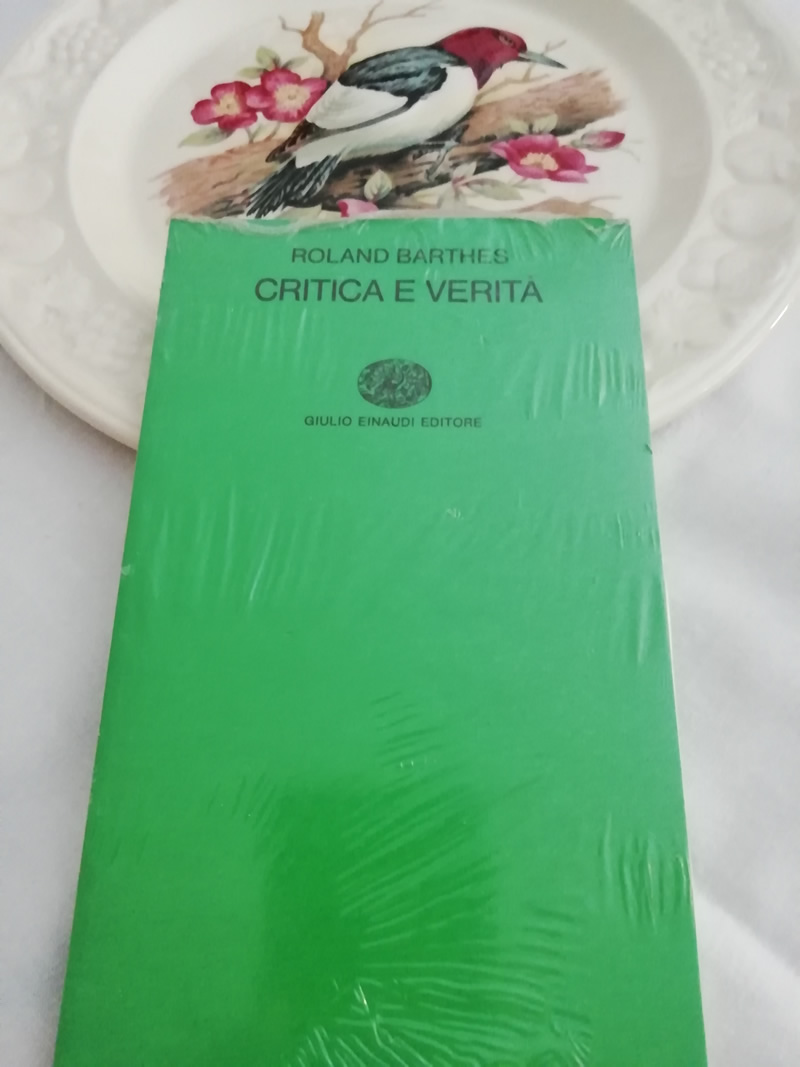 ROLAND BARTHES
CRITICA E VERITÀ
GIULIO EINAUDI EDITORE